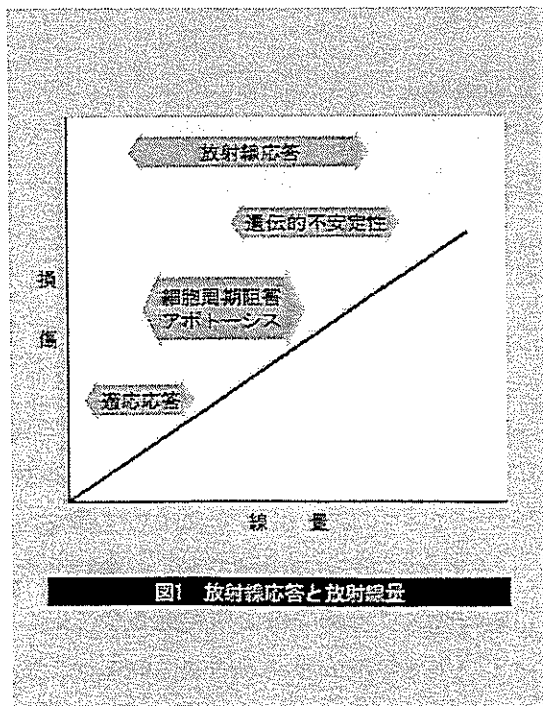 放射線応答
遺伝的不安定性
細胞周期阻害
アポトーシス
適応応答
損傷
線量
図1 放射線応答と放射線量